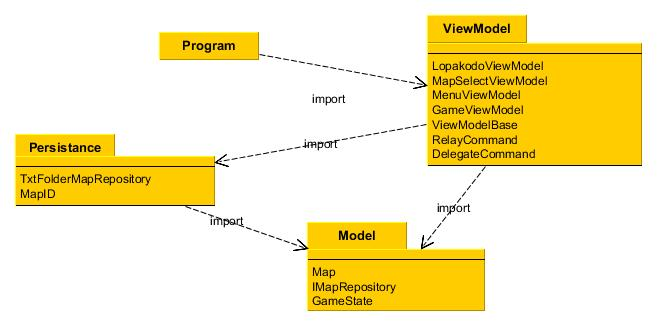 ViewModel
Program
LopakodoViewModel
MapSelectViewModel
MenuViewModel
GameViewModel
ViewModelBase
RelayCommand
DelegateCommand
import
import
Persistance
TxtFolderMapRepository
MapID
import
import
Model
Map
IMapRepository
GameState